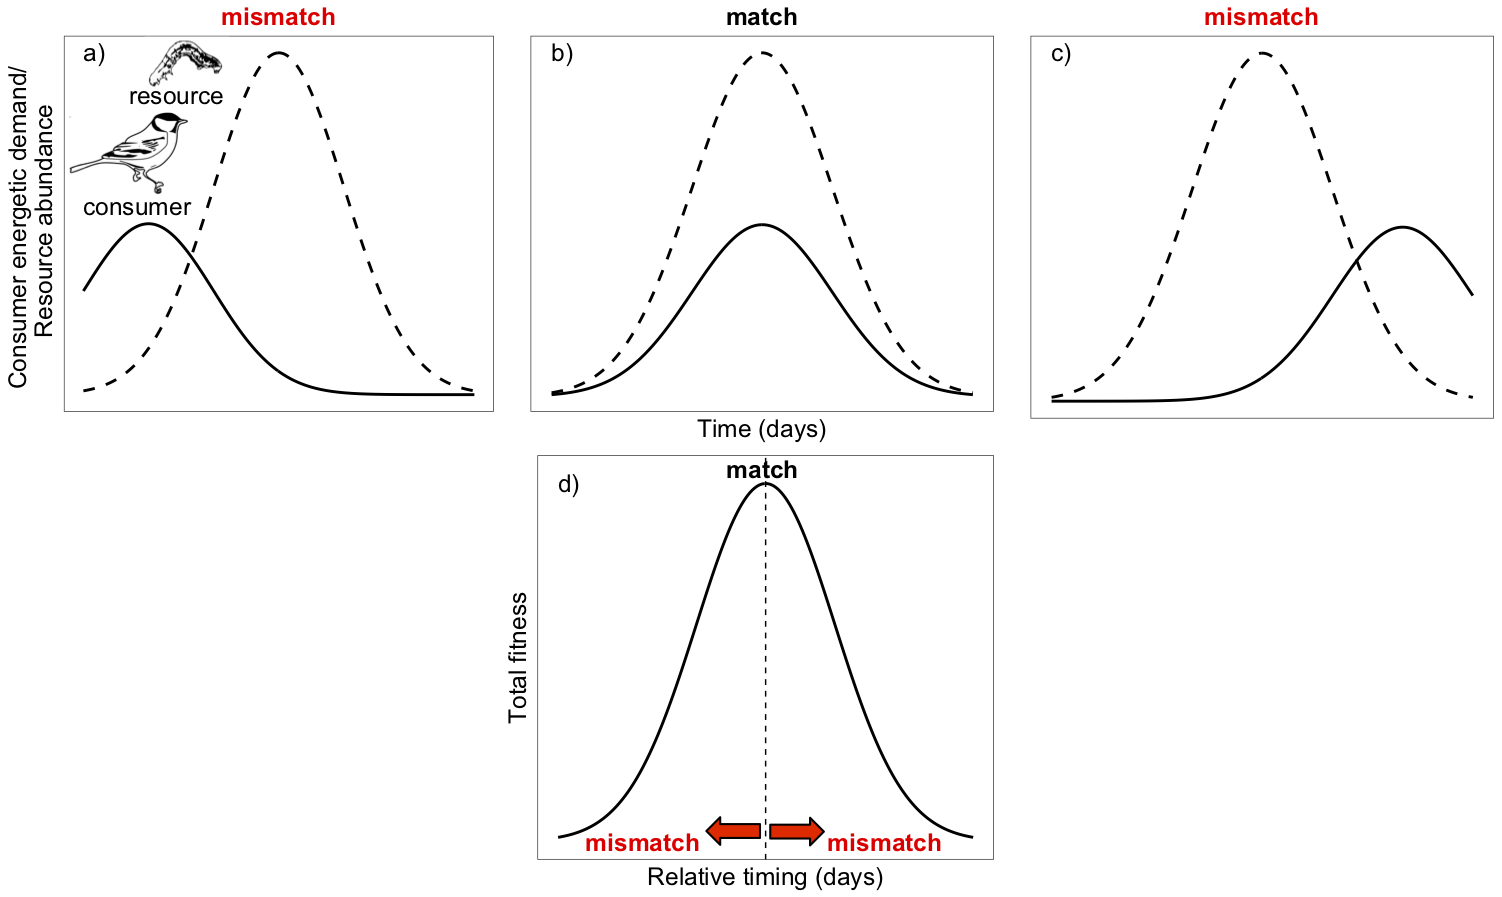 mismatch
match
mismatch
a)
resource
consumer
b)
c)
Consumer energetic demand/
Resource abundance
Time (days)
match
d)
Total fitness
mismatch
mismatch
Relative timing (days)